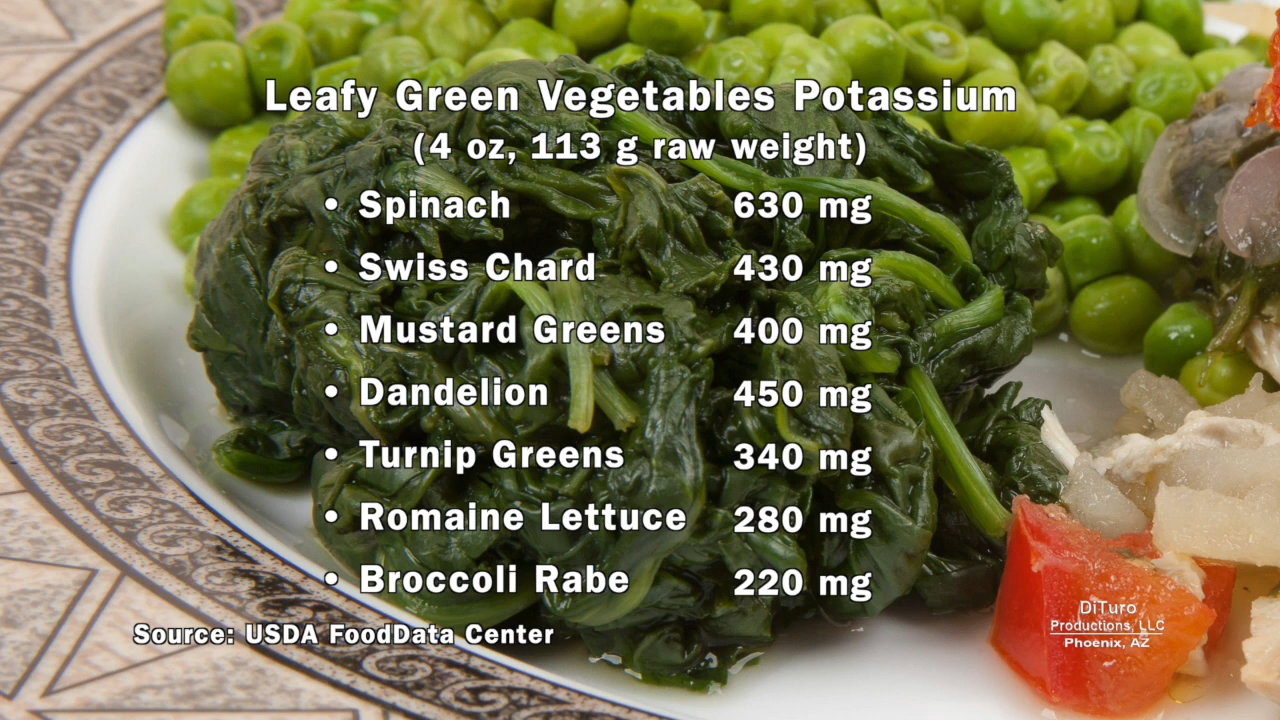 Leafy Green Vegetables Potassium
(4 oz, 113 g raw weight)
• Spinach 630 mg
• Swiss Chard 430 mg
• Mustard Greens 400 mg
• Dandelion 450 mg
• Turnip Greens 340 mg
• Romaine Lettuce 280 mg
• Broccoli Rabe 220 mg
Source: USDA FoodData Center
DiTuro
Productions, LLC
Phoenix, AZ